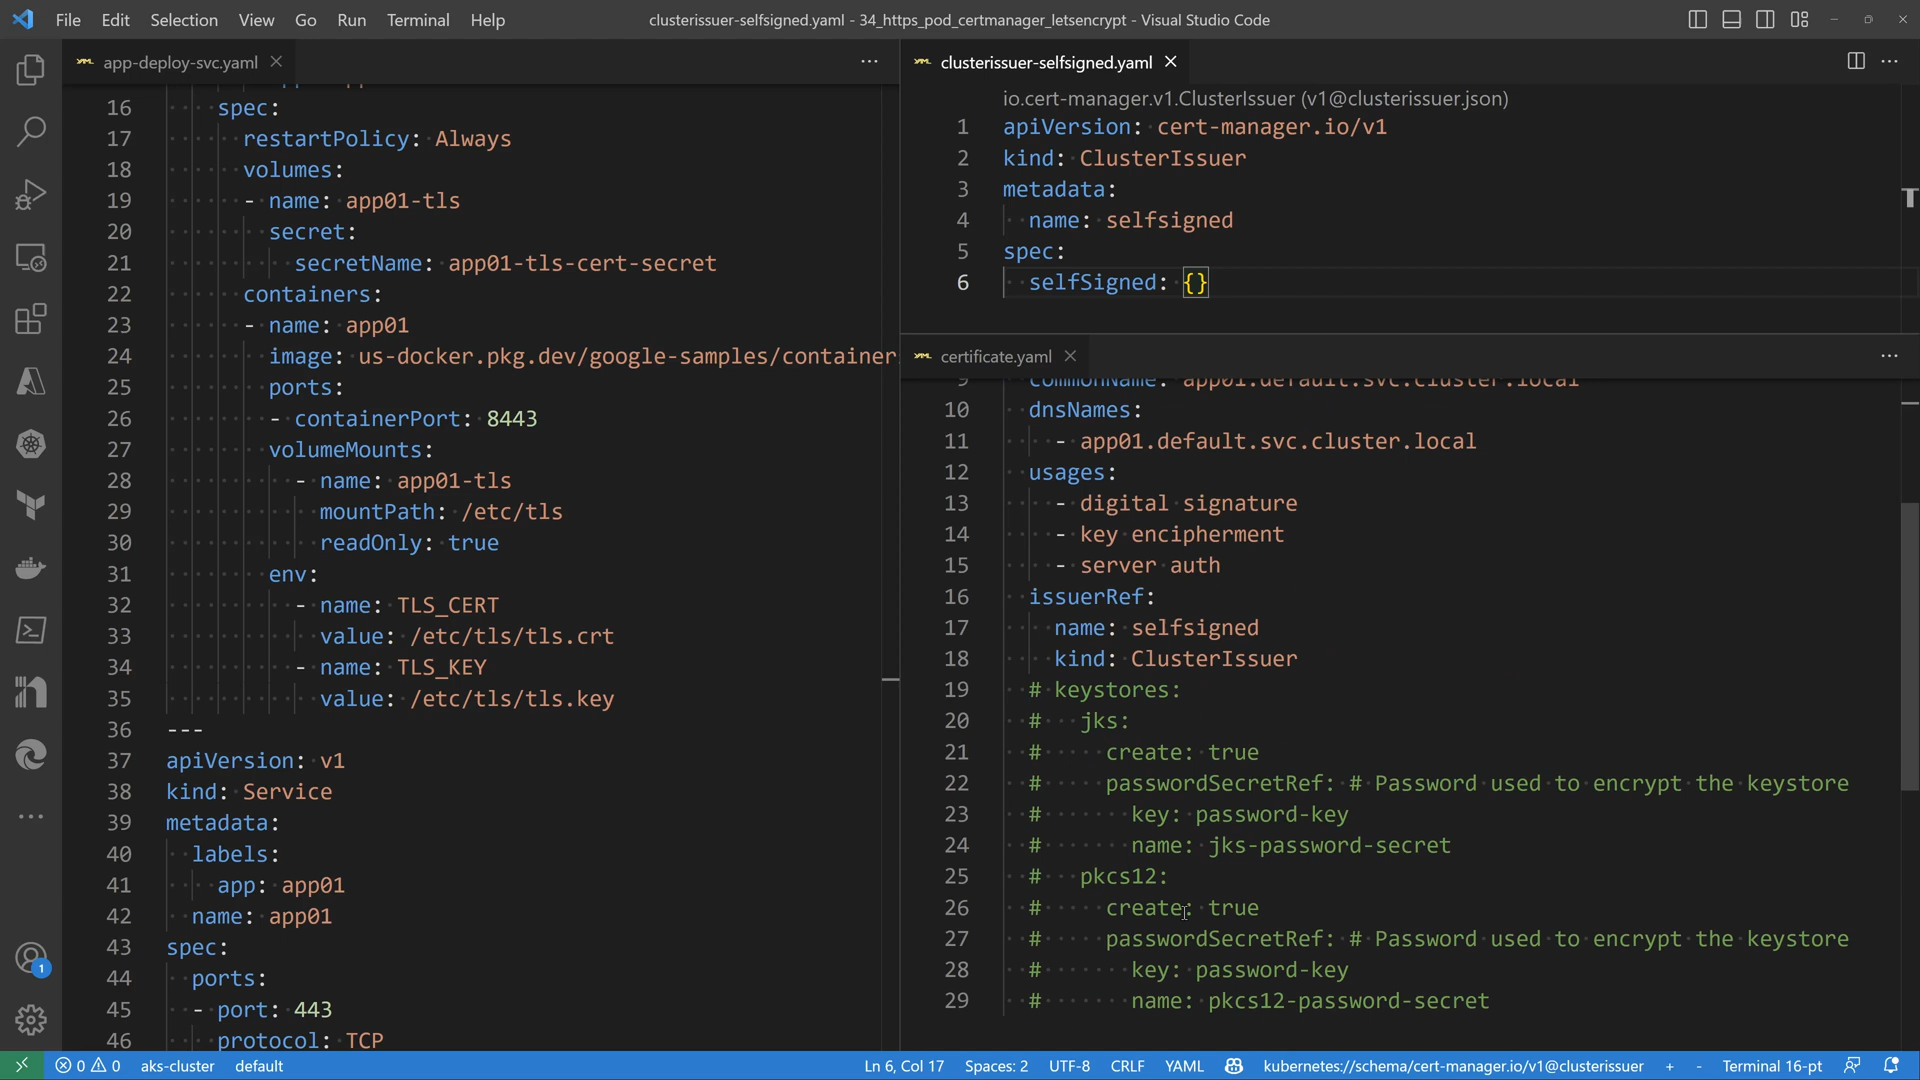 File Edit Selection View Go Run Terminal Help
clusterissuer-selfsigned.yaml - 34_https_pod_certmanager_letsencrypt - Visual Studio Code
app-deploy-svc.yaml
16 spec:
17 restartPolicy: Always
18 volumes:
19 - name: app01-tls
20 secret:
21 secretName: app01-tls-cert-secret
22 containers:
23 - name: app01
24 image: us-docker.pkg.dev/google-samples/container
25 ports:
26 - containerPort: 8443
27 volumeMounts:
28 - name: app01-tls
29 mountPath: /etc/tls
30 readOnly: true
31 env:
32 - name: TLS_CERT
33 value: /etc/tls/tls.crt
34 - name: TLS_KEY
35 value: /etc/tls/tls.key
36 ---
37 apiVersion: v1
38 kind: Service
39 metadata:
40 labels:
41 app: app01
42 name: app01
43 spec:
44 ports:
45 - port: 443
46 protocol: TCP
clusterissuer-selfsigned.yaml
io.cert-manager.v1.ClusterIssuer (v1@clusterissuer.json)
1 apiVersion: cert-manager.io/v1
2 kind: ClusterIssuer
3 metadata:
4 name: selfsigned
5 spec:
6 selfSigned: {}
certificate.yaml
9 commonName: app01.default.svc.cluster.local
10 dnsNames:
11 - app01.default.svc.cluster.local
12 usages:
13 - digital signature
14 - key encipherment
15 - server auth
16 issuerRef:
17 name: selfsigned
18 kind: ClusterIssuer
19 # keystores:
20 # jks:
21 # create: true
22 # passwordSecretRef: # Password used to encrypt the keystore
23 # key: password-key
24 # name: jks-password-secret
25 # pkcs12:
26 # create: true
27 # passwordSecretRef: # Password used to encrypt the keystore
28 # key: password-key
29 # name: pkcs12-password-secret
1
0 0 aks-cluster default
Ln 6, Col 17 Spaces: 2 UTF-8 CRLF YAML kubernetes://schema/cert-manager.io/v1@clusterissuer + - Terminal 16-pt